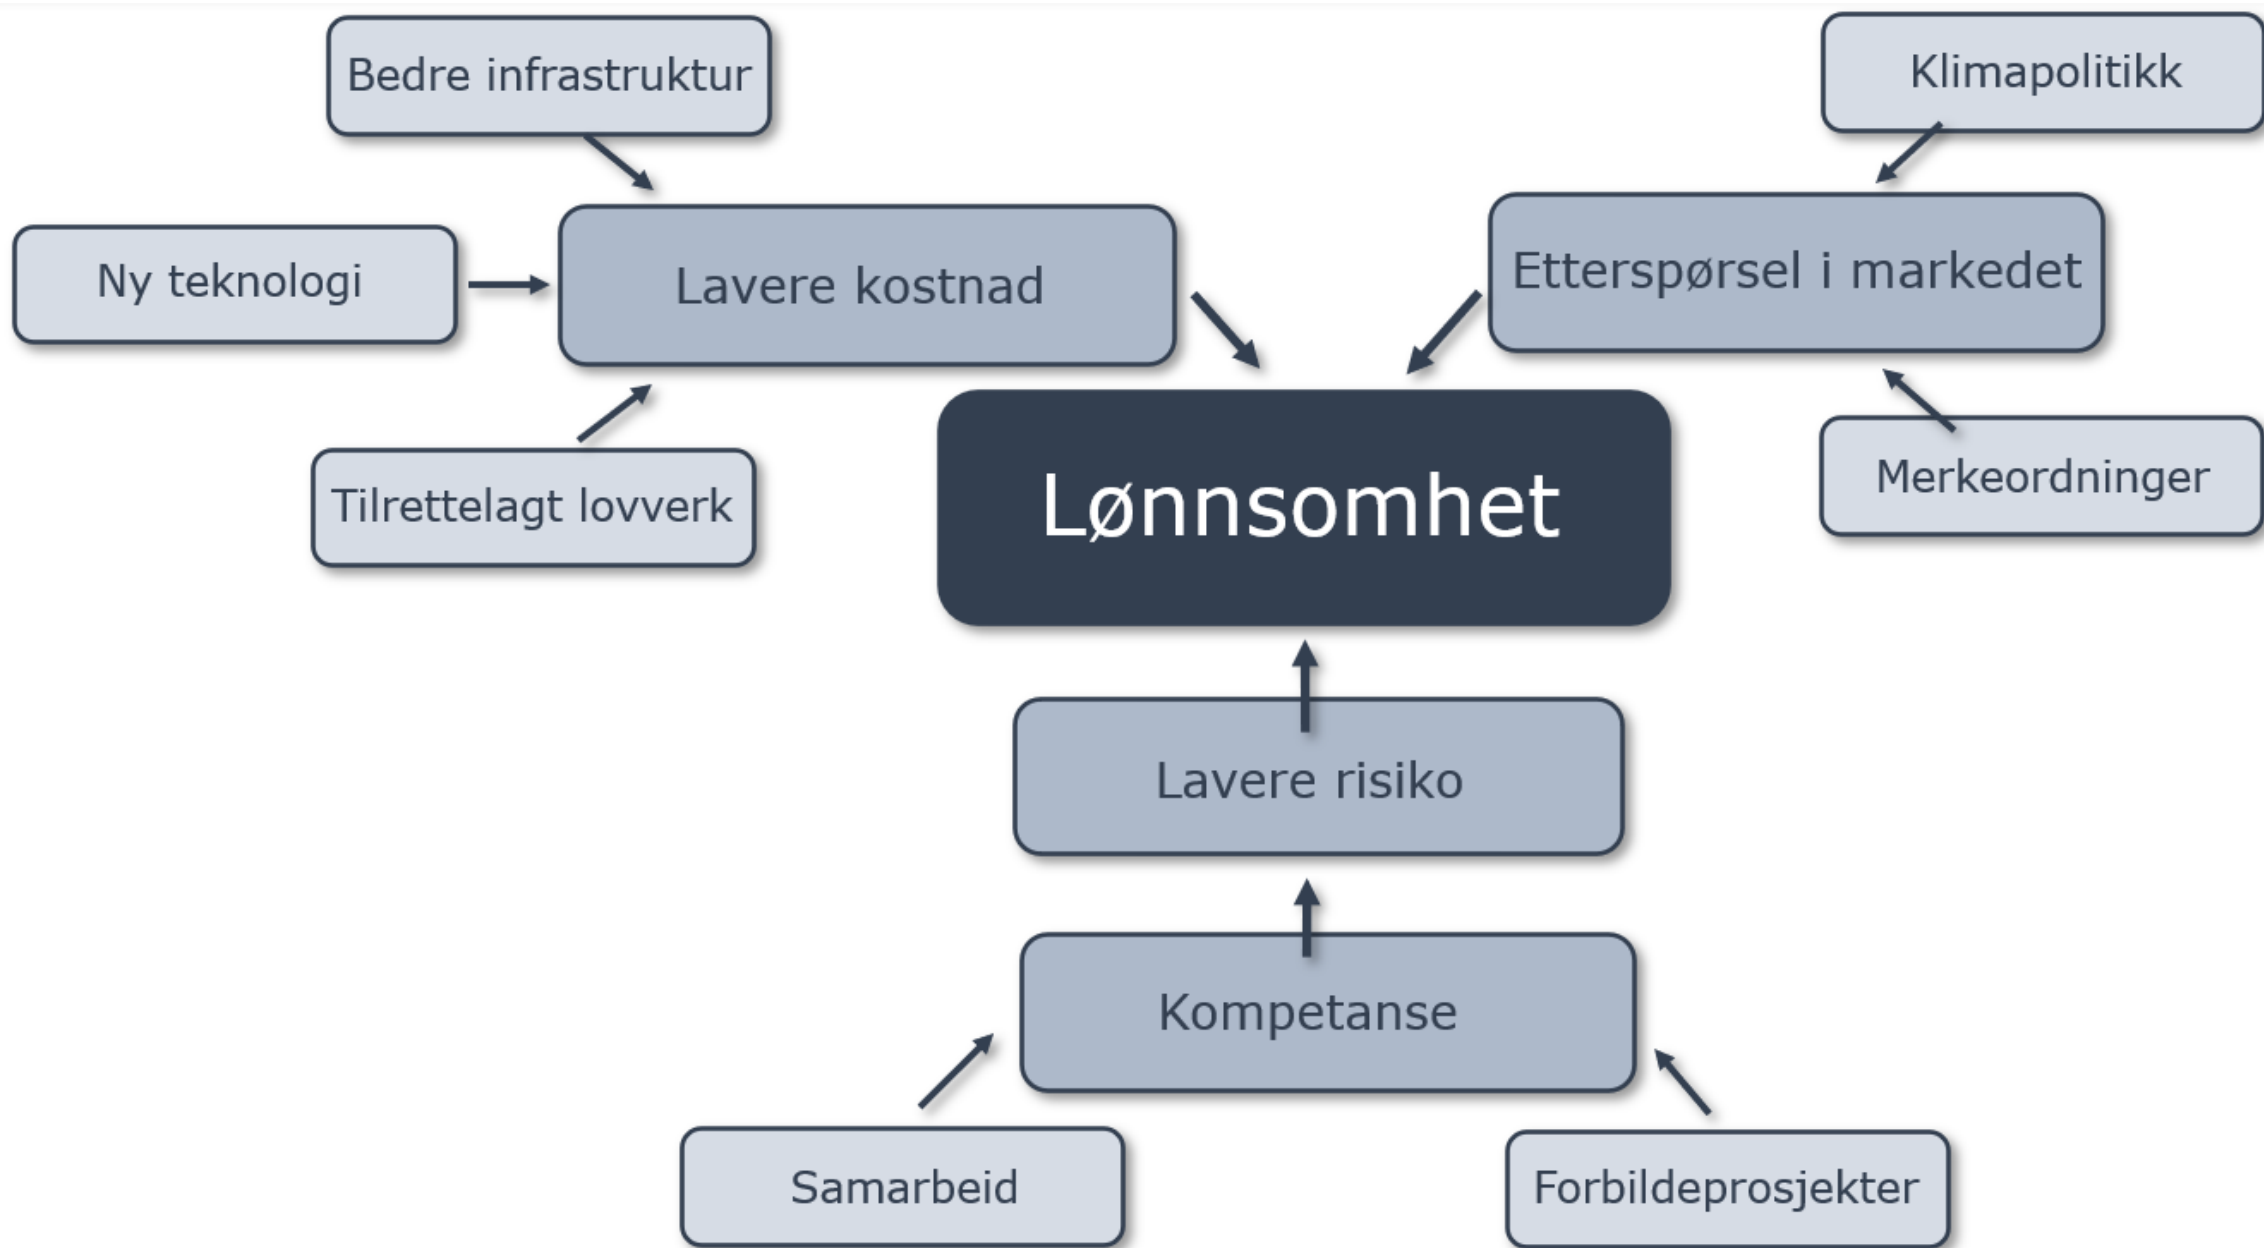 Bedre infrastruktur
Klimapolitikk
Ny teknologi
Lavere kostnad
Etterspørsel i markedet
Tilrettelagt lovverk
Lønnsomhet
Merkeordninger
Lavere risiko
Kompetanse
Samarbeid
Forbildeprosjekter